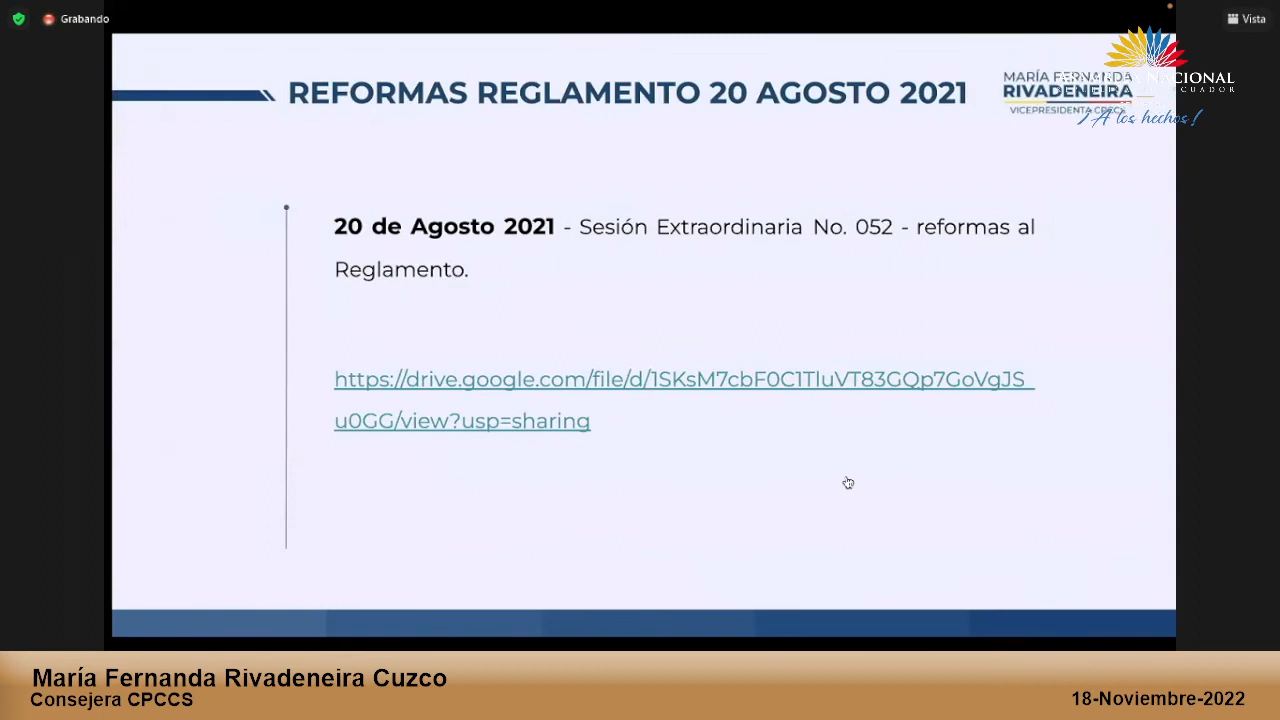 Grabando
Vista
REFORMAS REGLAMENTO 20 AGOSTO 2021
MARÍA FERNANDA
RIVADENEIRA
VICEPRESIDENTA CPCCS
NACIONAL
¡A los hechos!
20 de Agosto 2021 - Sesión Extraordinaria No. 052 - reformas al
Reglamento.
https://drive.google.com/file/d/1SKsM7cbF0C1TluVT83GQp7GoVgJS_
u0GG/view?usp=sharing
María Fernanda Rivadeneira Cuzco
Consejera CPCCS
18-Noviembre-2022